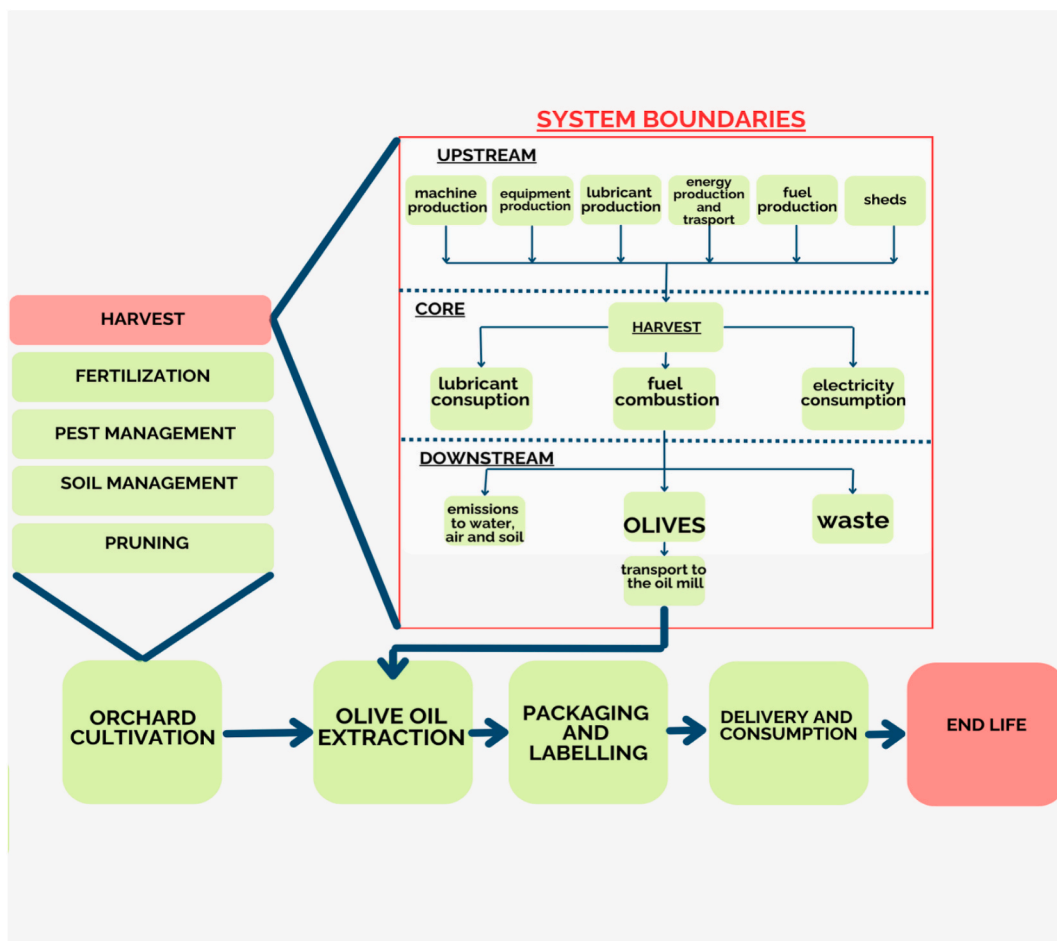 SYSTEM BOUNDARIES
UPSTREAM
machine
production
equipment
production
lubricant
production
energy
production
and
trasport
fuel
production
sheds
CORE
HARVEST
lubricant
consuption
fuel
combustion
electricity
consumption
DOWNSTREAM
emissions
to water,
air and soil
OLIVES
waste
transport to
the oil mill
HARVEST
FERTILIZATION
PEST MANAGEMENT
SOIL MANAGEMENT
PRUNING
ORCHARD
CULTIVATION
OLIVE OIL
EXTRACTION
PACKAGING
AND
LABELLING
DELIVERY AND
CONSUMPTION
END LIFE